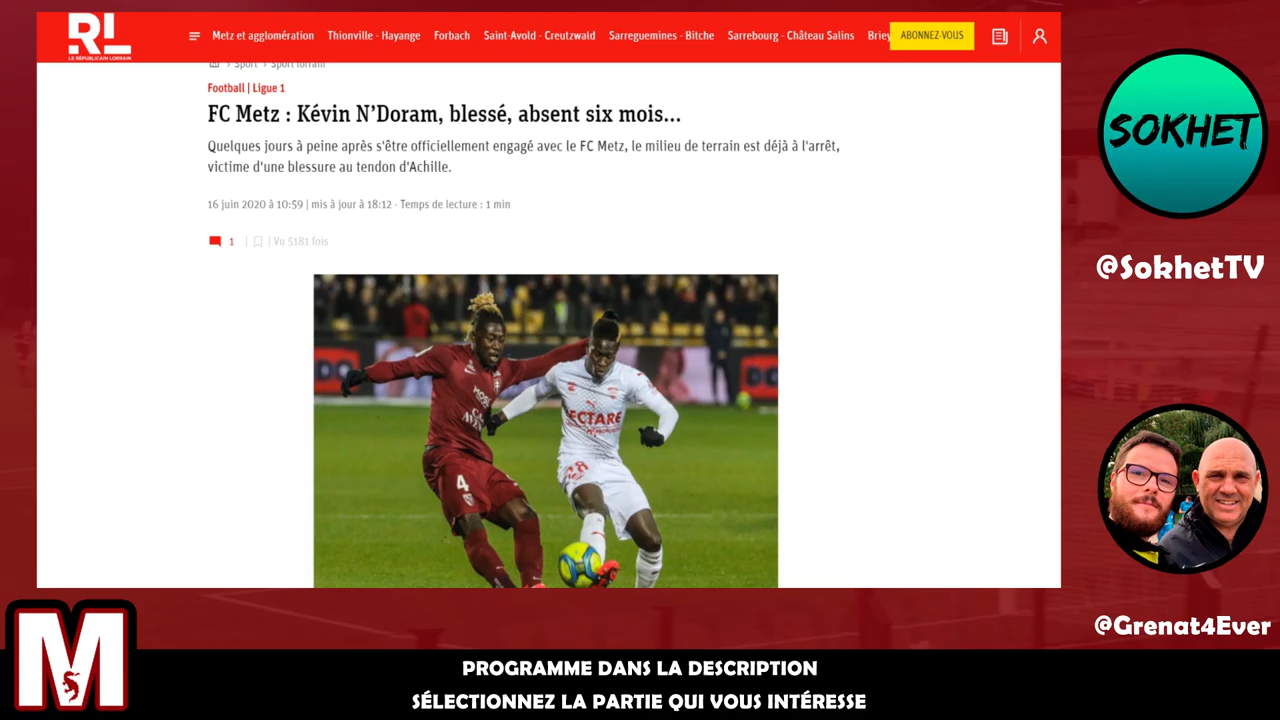 RL
LE RÉPUBLICAIN LORRAIN
Metz et agglomération Thionville - Hayange Forbach Saint-Avold - Creutzwald Sarreguemines - Bitche Sarrebourg - Château Salins Briey
ABONNEZ-VOUS
> Sport > Sport lorrain
Football | Ligue 1
FC Metz : Kévin N'Doram, blessé, absent six mois...
Quelques jours à peine après s'être officiellement engagé avec le FC Metz, le milieu de terrain est déjà à l'arrêt,
victime d'une blessure au tendon d'Achille.
16 juin 2020 à 10:59 | mis à jour à 18:12 - Temps de lecture : 1 min
1 | | Vu 5181 fois
4
28
SOKHET
@SokhetTV
@Grenat4Ever
M
PROGRAMME DANS LA DESCRIPTION
SÉLECTIONNEZ LA PARTIE QUI VOUS INTÉRESSE